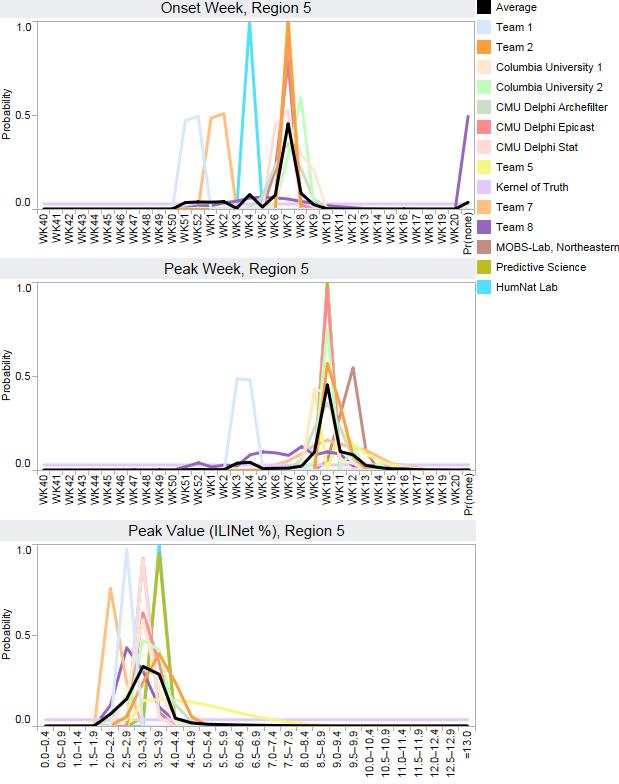 Onset Week, Region 5
1.0
0.5
0.0
Probability
WK40
WK41
WK42
WK43
WK44
WK45
WK46
WK47
WK48
WK49
WK50
WK51
WK52
WK1
WK2
WK3
WK4
WK5
WK6
WK7
WK8
WK9
WK10
WK11
WK12
WK13
WK14
WK15
WK16
WK17
WK18
WK19
WK20
Pr(none)
Average
Team 1
Team 2
Columbia University 1
Columbia University 2
CMU Delphi Archefilter
CMU Delphi Epicast
CMU Delphi Stat
Team 5
Kernel of Truth
Team 7
Team 8
MOBS-Lab, Northeastern
Predictive Science
HumNat Lab
Peak Week, Region 5
1.0
0.5
0.0
Probability
WK40
WK41
WK42
WK43
WK44
WK45
WK46
WK47
WK48
WK49
WK50
WK51
WK52
WK1
WK2
WK3
WK4
WK5
WK6
WK7
WK8
WK9
WK10
WK11
WK12
WK13
WK14
WK15
WK16
WK17
WK18
WK19
WK20
Pr(none)
Peak Value (ILINet %), Region 5
1.0
0.5
0.0
Probability
0.0–0.4
0.5–0.9
1.0–1.4
1.5–1.9
2.0–2.4
2.5–2.9
3.0–3.4
3.5–3.9
4.0–4.4
4.5–4.9
5.0–5.4
5.5–5.9
6.0–6.4
6.5–6.9
7.0–7.4
7.5–7.9
8.0–8.4
8.5–8.9
9.0–9.4
9.5–9.9
10.0–10.4
10.5–10.9
11.0–11.4
11.5–11.9
12.0–12.4
12.5–12.9
=13.0